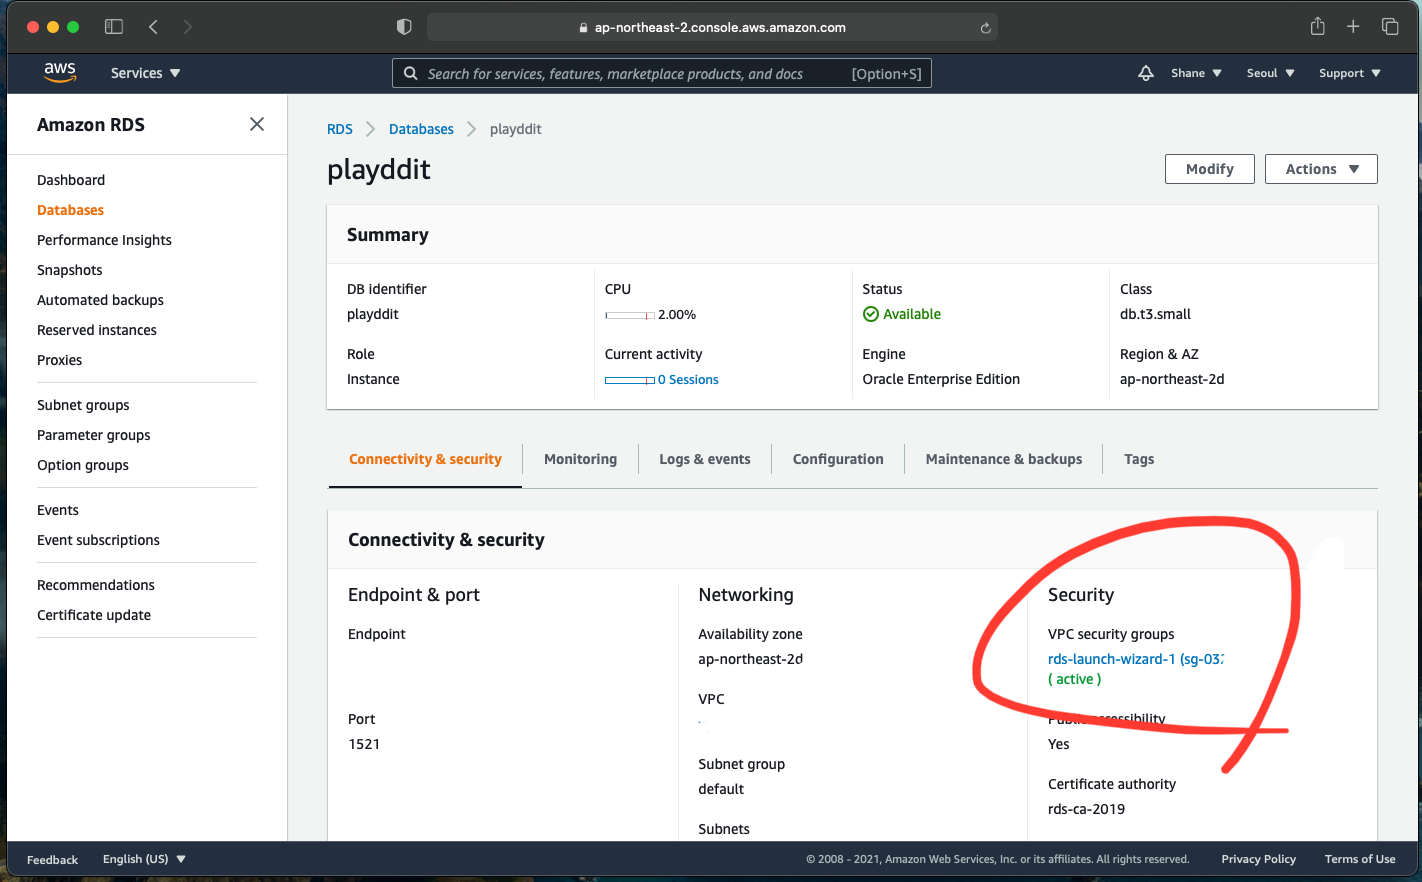 ap-northeast-2.console.aws.amazon.com
aws
Services
Search for services, features, marketplace products, and docs
[Option+S]
Shane
Seoul
Support
Amazon RDS
Dashboard
Databases
Performance Insights
Snapshots
Automated backups
Reserved instances
Proxies
Subnet groups
Parameter groups
Option groups
Events
Event subscriptions
Recommendations
Certificate update
RDS
Databases
playddit
playddit
Modify
Actions
Summary
DB identifier
playddit
CPU
2.00%
Status
Available
Class
db.t3.small
Role
Instance
Current activity
0 Sessions
Engine
Oracle Enterprise Edition
Region & AZ
ap-northeast-2d
Connectivity & security
Monitoring
Logs & events
Configuration
Maintenance & backups
Tags
Connectivity & security
Endpoint & port
Endpoint
Port
1521
Networking
Availability zone
ap-northeast-2d
VPC
Subnet group
default
Subnets
Security
VPC security groups
rds-launch-wizard-1 (sg-032
( active )
Public accessibility
Yes
Certificate authority
rds-ca-2019
Feedback
English (US)
© 2008 - 2021, Amazon Web Services, Inc. or its affiliates. All rights reserved.
Privacy Policy
Terms of Use